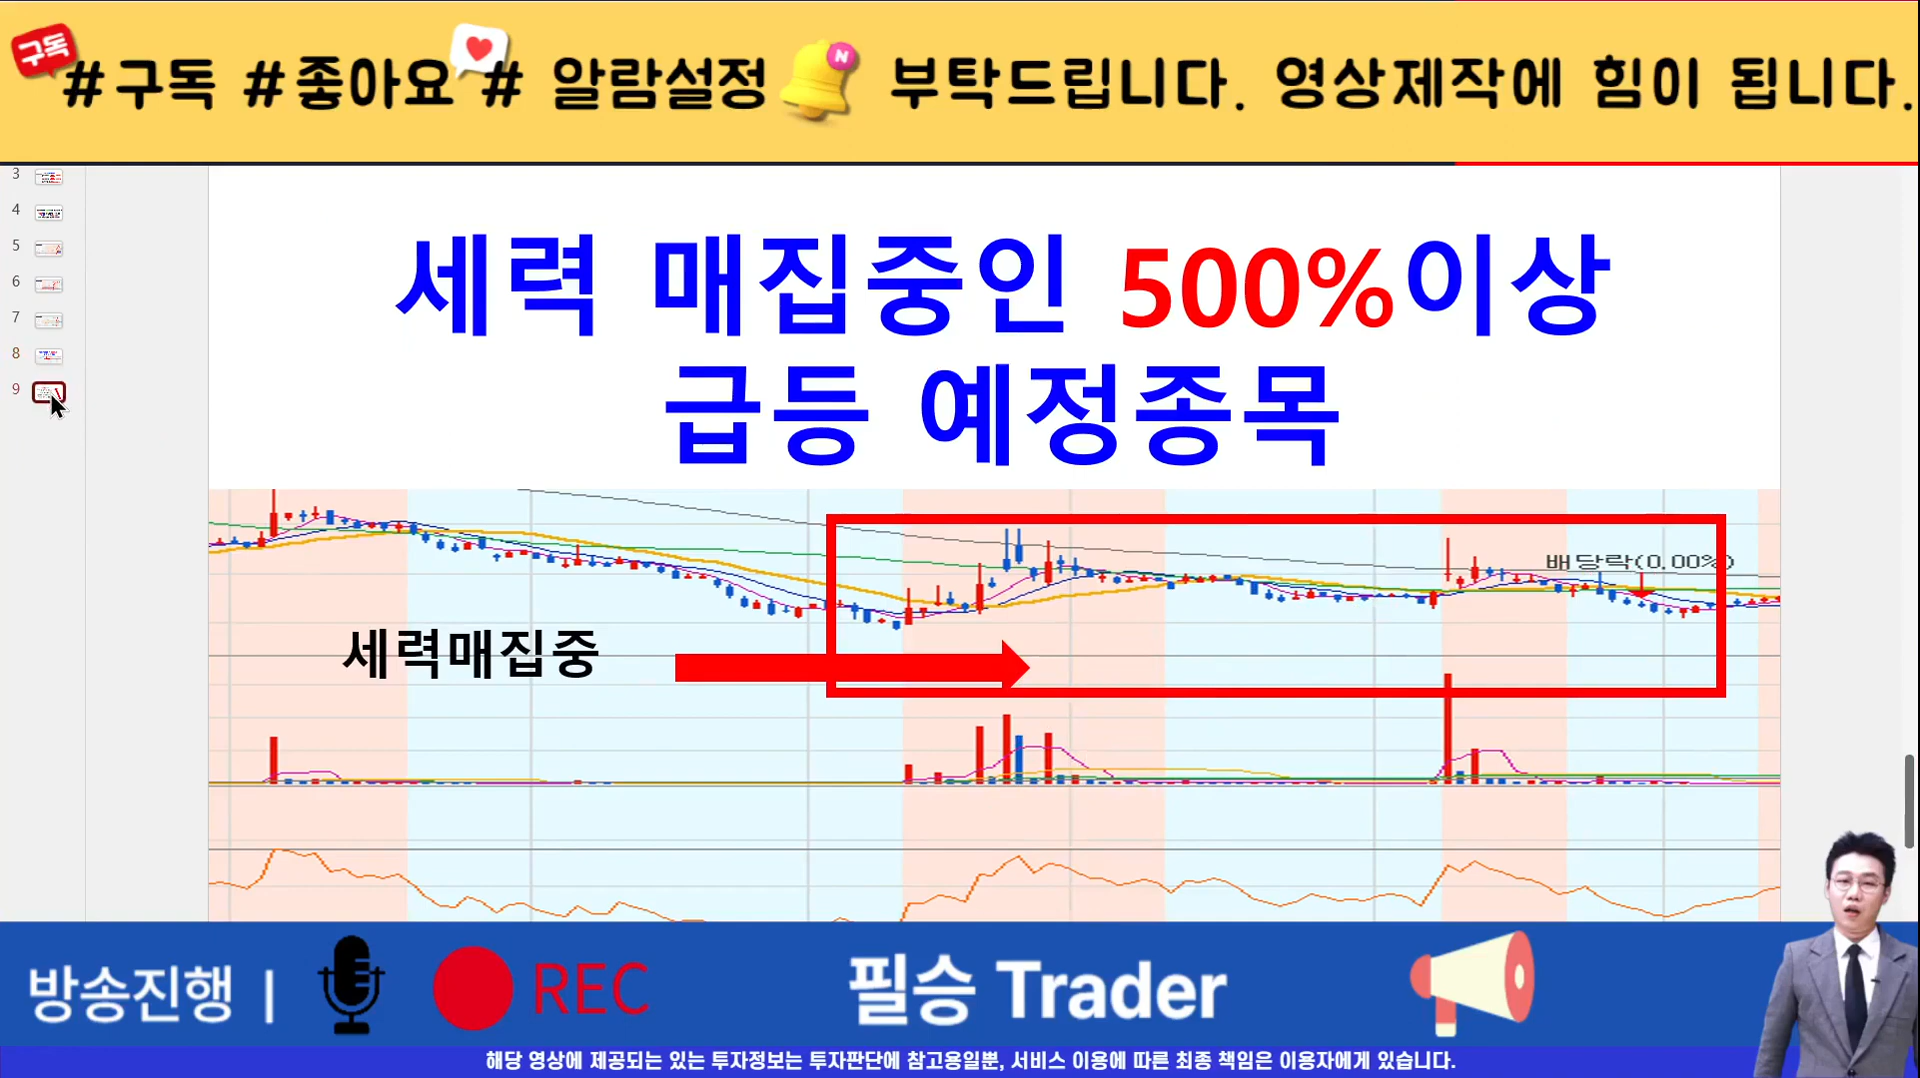 구독
#구독 #좋아요 # 알람설정 N 부탁드립니다. 영상제작에 힘이 됩니다.
3
4
5
6
7
8
9
세력 매집중인 500%이상
급등 예정종목
배당락(0.00%)
세력매집중
방송진행 | REC 필승 Trader
해당 영상에 제공되는 있는 투자정보는 투자판단에 참고용일뿐, 서비스 이용에 따른 최종 책임은 이용자에게 있습니다.